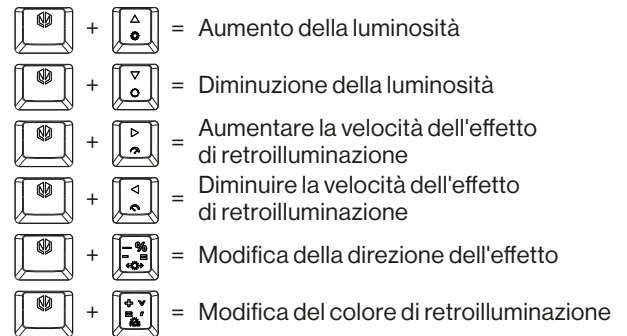 + = Aumento della luminosità
+ = Diminuzione della luminosità
+ = Aumentare la velocità dell'effetto
di retroilluminazione
+ = Diminuire la velocità dell'effetto
di retroilluminazione
+ = Modifica della direzione dell'effetto
+ = Modifica del colore di retroilluminazione